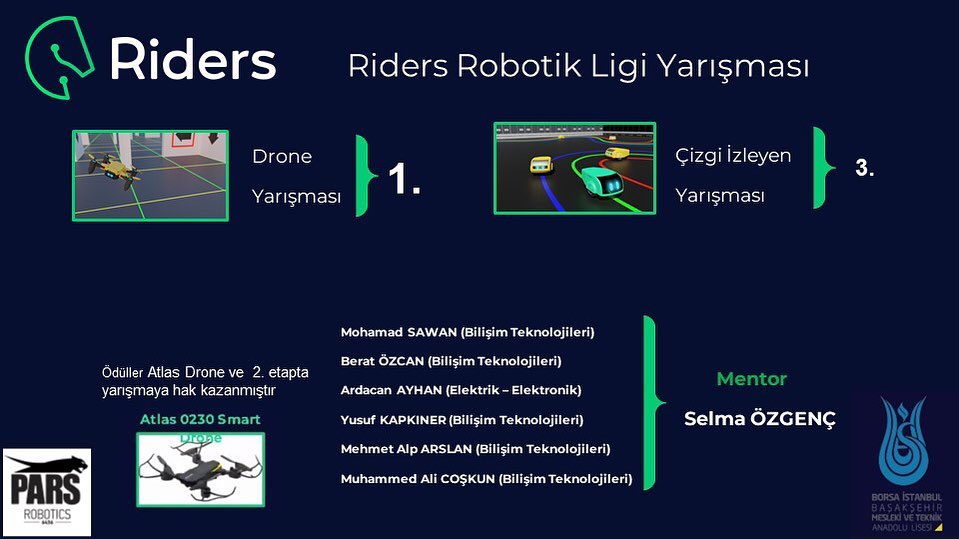 Riders
Riders Robotik Ligi Yarışması
Drone
Yarışması
1.
Çizgi İzleyen
Yarışması
3.
Mohamad SAWAN (Bilişim Teknolojileri)
Berat ÖZCAN (Bilişim Teknolojileri)
Ardacan AYHAN (Elektrik – Elektronik)
Yusuf KAPKINER (Bilişim Teknolojileri)
Mehmet Alp ARSLAN (Bilişim Teknolojileri)
Muhammed Ali COŞKUN (Bilişim Teknolojileri)
Ödüller Atlas Drone ve 2. etapta
yarışmaya hak kazanmıştır
Atlas 0230 Smart
Drone
Mentor
Selma ÖZGENÇ
PARS
ROBOTICS
BORSA İSTANBUL
BAŞAKŞEHİR
MESLEKİ VE TEKNİK
ANADOLU LİSESİ